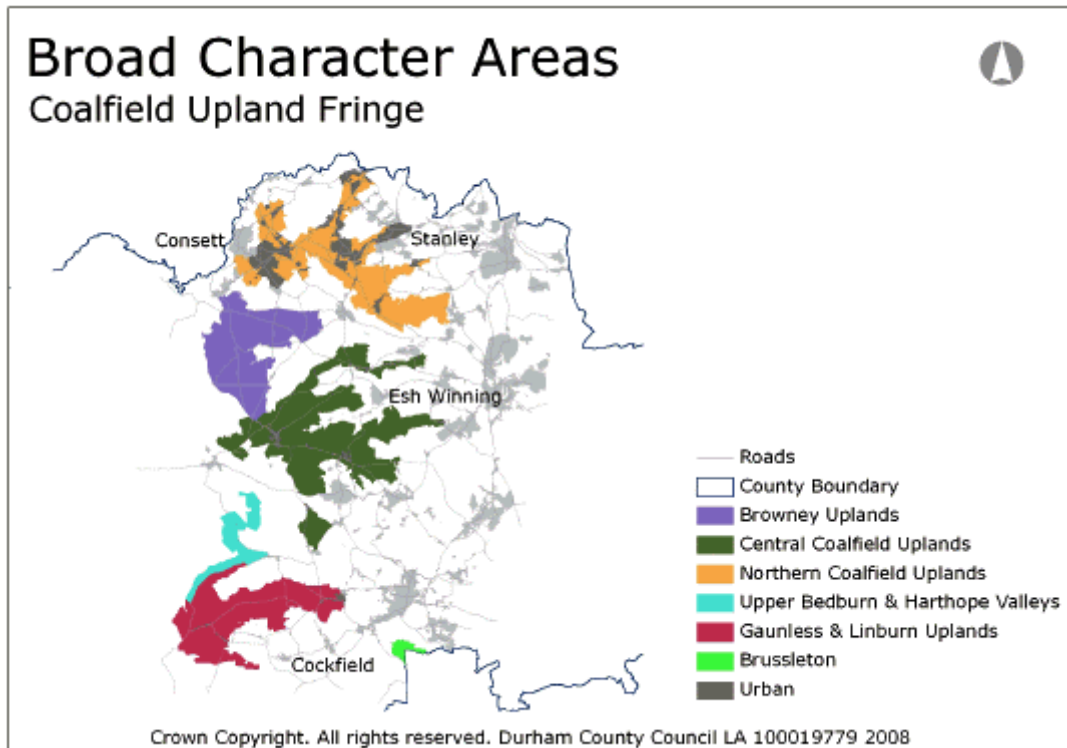 Broad Character Areas
Coalfield Upland Fringe
Consett
Stanley
Esh Winning
Cockfield
Roads
County Boundary
Browney Uplands
Central Coalfield Uplands
Northern Coalfield Uplands
Upper Bedburn & Harthope Valleys
Gaunless & Linburn Uplands
Brussleton
Urban
Crown Copyright. All rights reserved. Durham County Council LA 100019779 2008